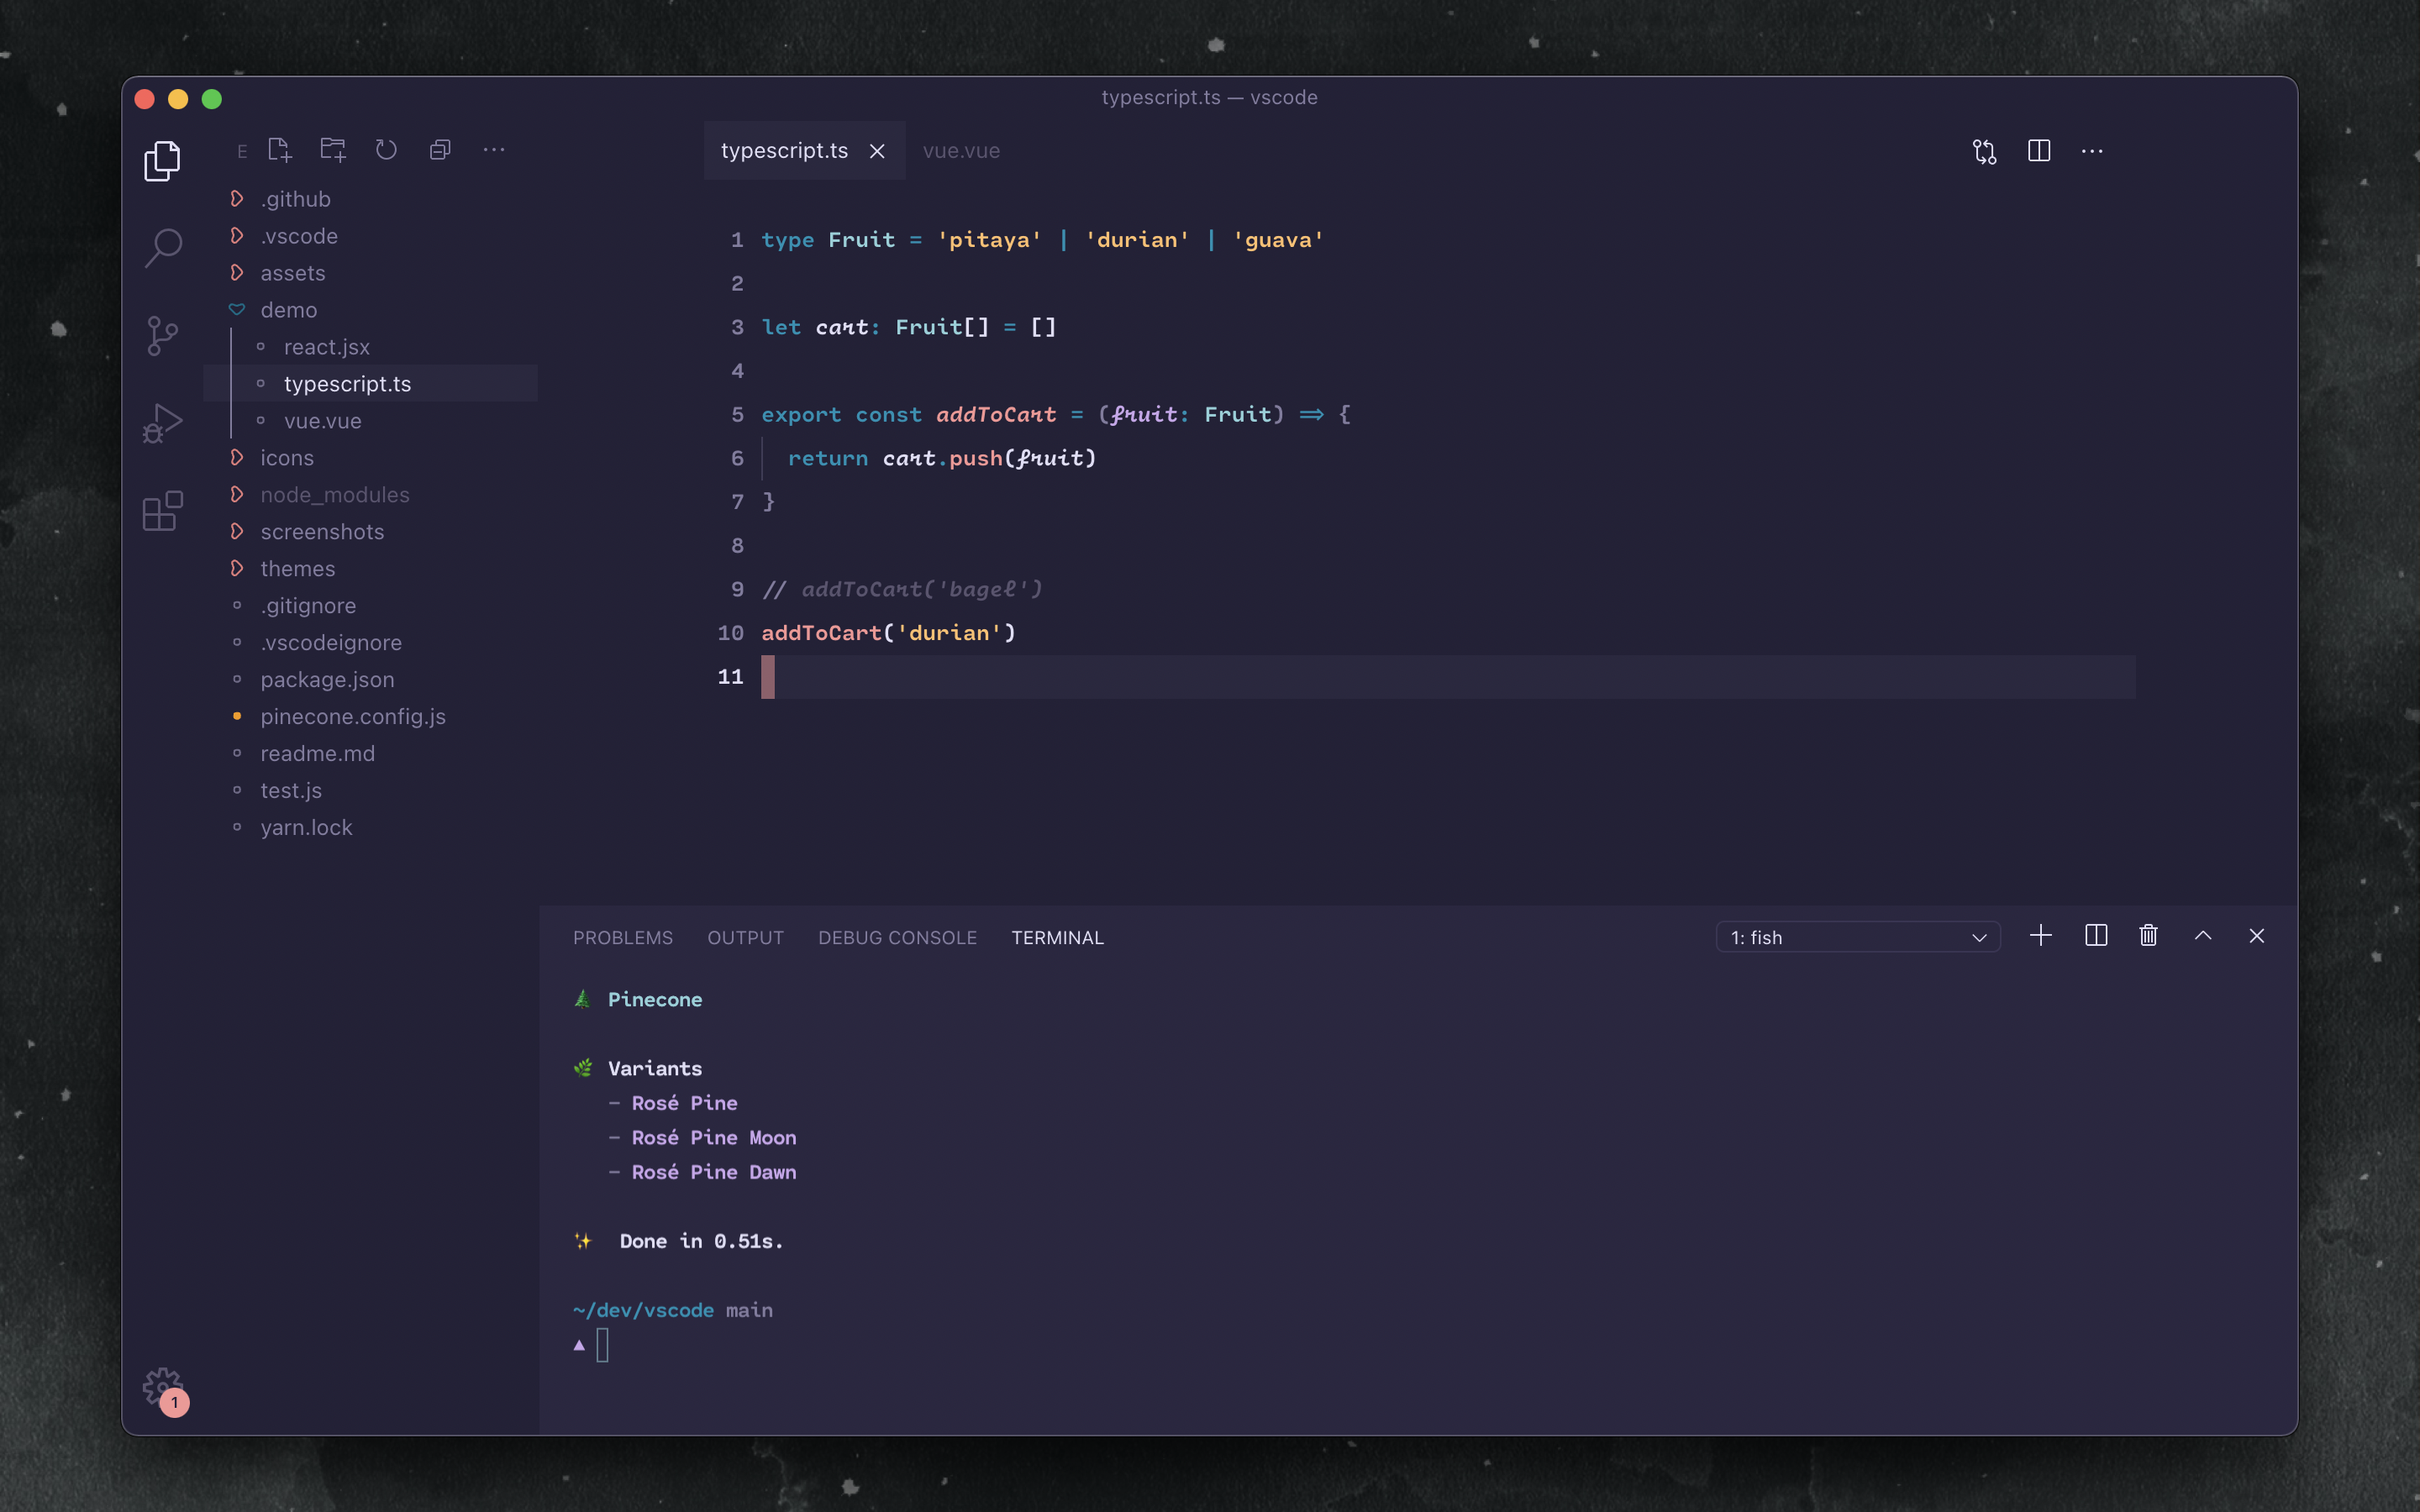 typescript.ts — vscode
E
typescript.ts
vue.vue
.github
.vscode
assets
demo
react.jsx
typescript.ts
vue.vue
icons
node_modules
screenshots
themes
.gitignore
.vscodeignore
package.json
pinecone.config.js
readme.md
test.js
yarn.lock
1
1 type Fruit = 'pitaya' | 'durian' | 'guava'
2
3 let cart: Fruit[] = []
4
5 export const addToCart = (fruit: Fruit) => {
6   return cart.push(fruit)
7 }
8
9 // addToCart('bagel')
10 addToCart('durian')
11
PROBLEMS OUTPUT DEBUG CONSOLE TERMINAL 1: fish
🌲 Pinecone
🌿 Variants
- Rosé Pine
- Rosé Pine Moon
- Rosé Pine Dawn
✨ Done in 0.51s.
~/dev/vscode main
▲